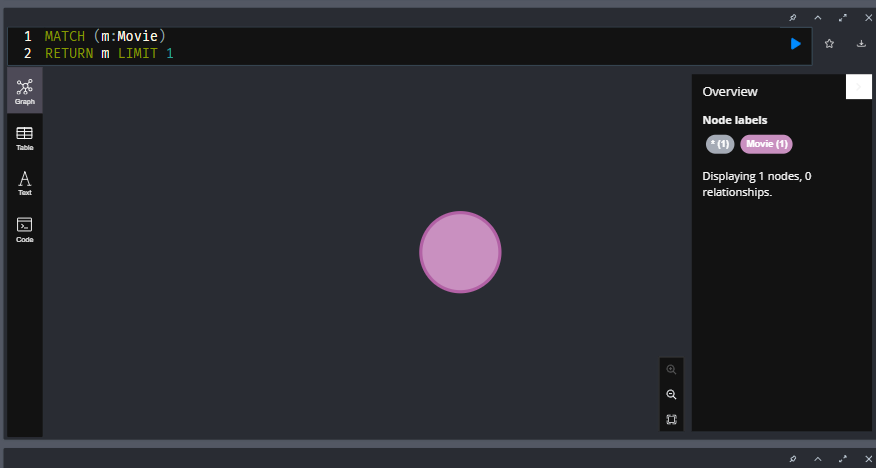 1 MATCH (m:Movie)
2 RETURN m LIMIT 1
Graph
Table
Text
Code
Overview
Node labels
* (1) Movie (1)
Displaying 1 nodes, 0
relationships.